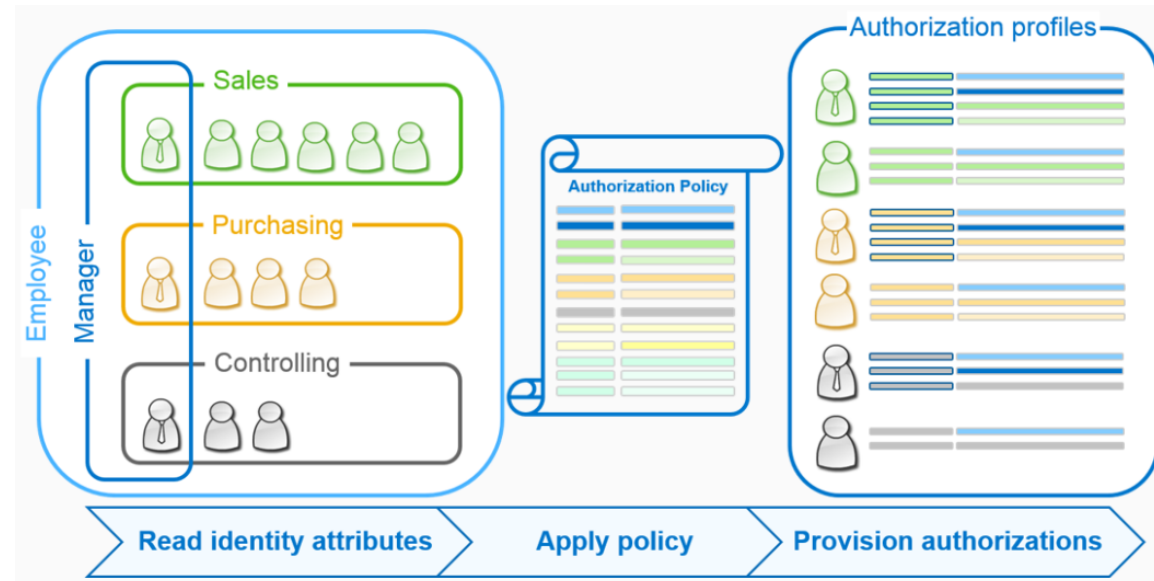 Authorization profiles
Sales
Authorization Policy
Purchasing
Employee
Manager
Controlling
Read identity attributes
Apply policy
Provision authorizations